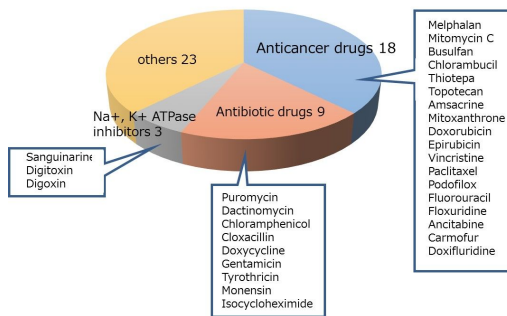 others 23
Anticancer drugs 18
Na+, K+ ATPase
inhibitors 3
Antibiotic drugs 9
Sanguinarine
Digitoxin
Digoxin
Puromycin
Dactinomycin
Chloramphenicol
Cloxacillin
Doxycycline
Gentamicin
Tyrothricin
Monensin
Isocycloheximide
Melphalan
Mitomycin C
Busulfan
Chlorambucil
Thiotepa
Topotecan
Amsacrine
Mitoxanthrone
Doxorubicin
Epirubicin
Vincristine
Paclitaxel
Podofilox
Fluorouracil
Floxuridine
Ancitabine
Carmofur
Doxifluridine